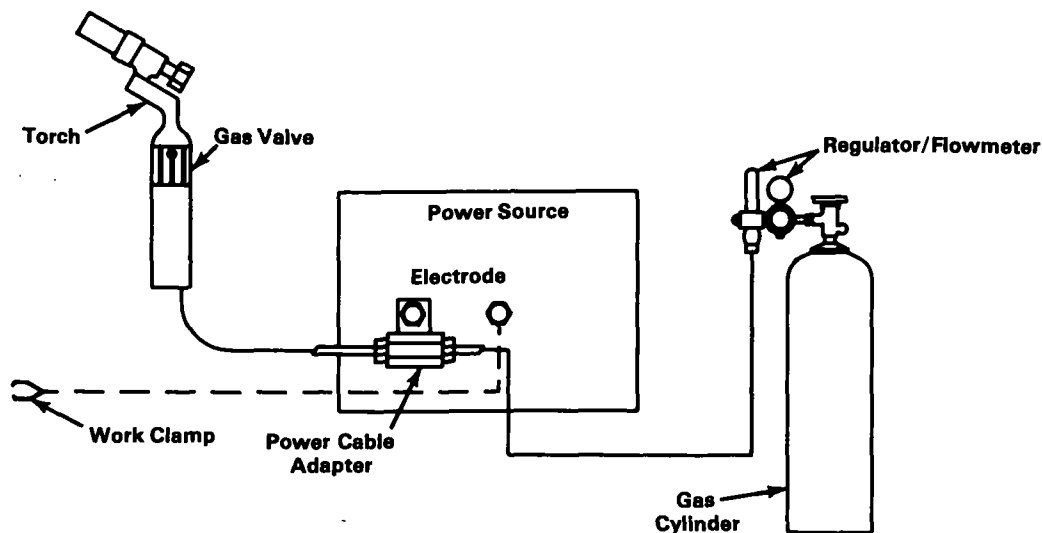 Torch
Gas Valve
Regulator/Flowmeter
Power Source
Electrode
Work Clamp
Power Cable
Adapter
Gas
Cylinder